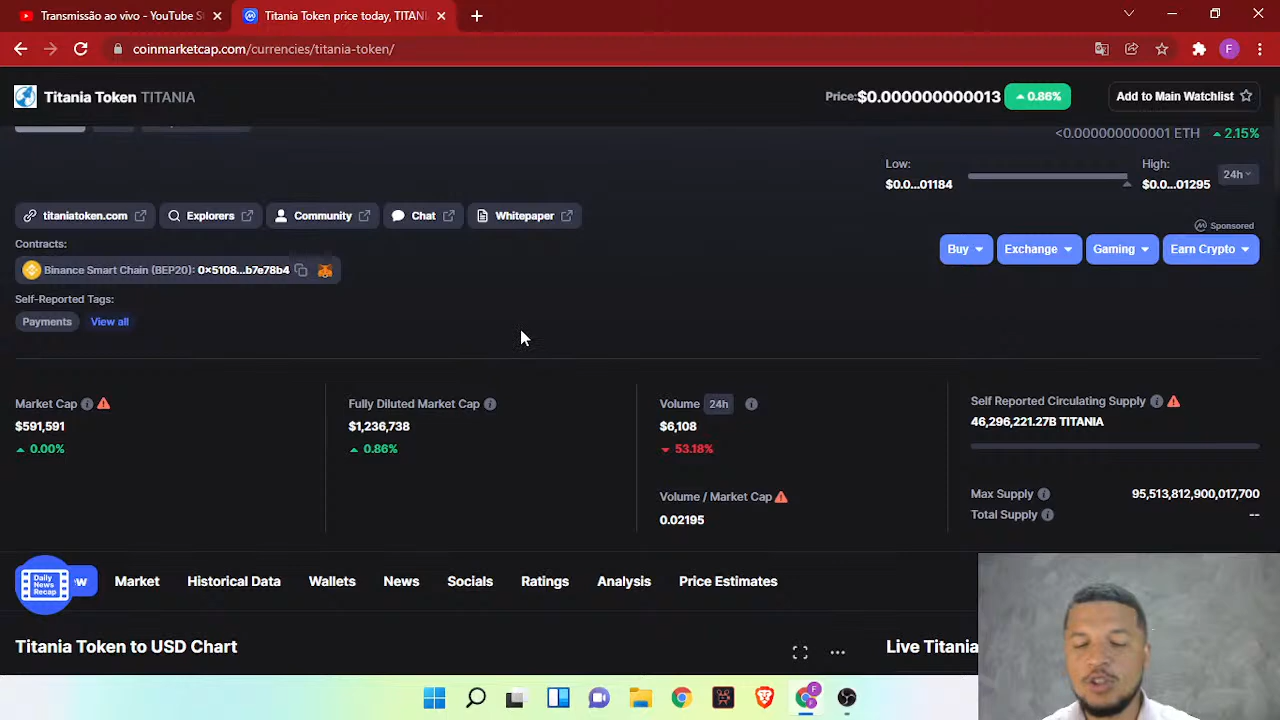 Transmissão ao vivo - YouTube S
Titania Token price today, TITANI
coinmarketcap.com/currencies/titania-token/
F
Titania Token TITANIA
Price: $0.000000000013 0.86% Add to Main Watchlist
<0.000000000001 ETH 2.15%
Low: High:
$0.0...01184 $0.0...01295 24h
titaniatoken.com Explorers Community Chat Whitepaper
Sponsored
Contracts:
Buy Exchange Gaming Earn Crypto
Binance Smart Chain (BEP20): 0x5108...b7e78b4
Self-Reported Tags:
Payments View all
Market Cap Fully Diluted Market Cap Volume 24h Self Reported Circulating Supply
$591,591 $1,236,738 $6,108 46,296,221.27B TITANIA
0.00% 0.86% 53.18%
Volume / Market Cap Max Supply 95,513,812,900,017,700
0.02195 Total Supply --
Daily
News
Recap
ew Market Historical Data Wallets News Socials Ratings Analysis Price Estimates
Titania Token to USD Chart Live Titania